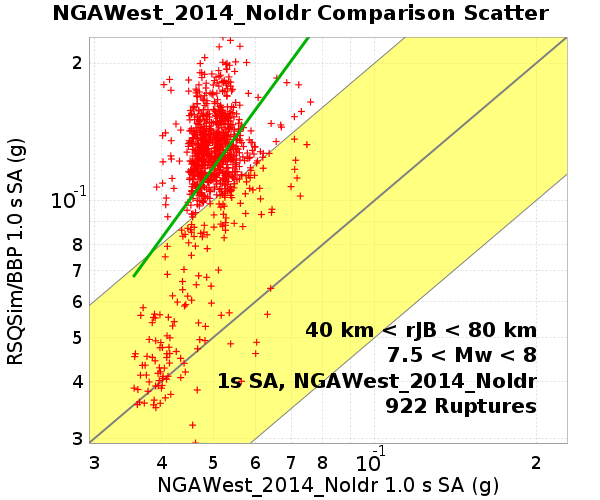 NGAWest_2014_NoIdr Comparison Scatter
RSQSim/BBP 1.0 s SA (g)
2
10-1
8
7
6
5
4
3
40 km < rJB < 80 km
7.5 < Mw < 8
1s SA, NGAWest_2014_NoIdr
922 Ruptures
3 4 5 6 7 8 10-1 2
NGAWest_2014_NoIdr 1.0 s SA (g)